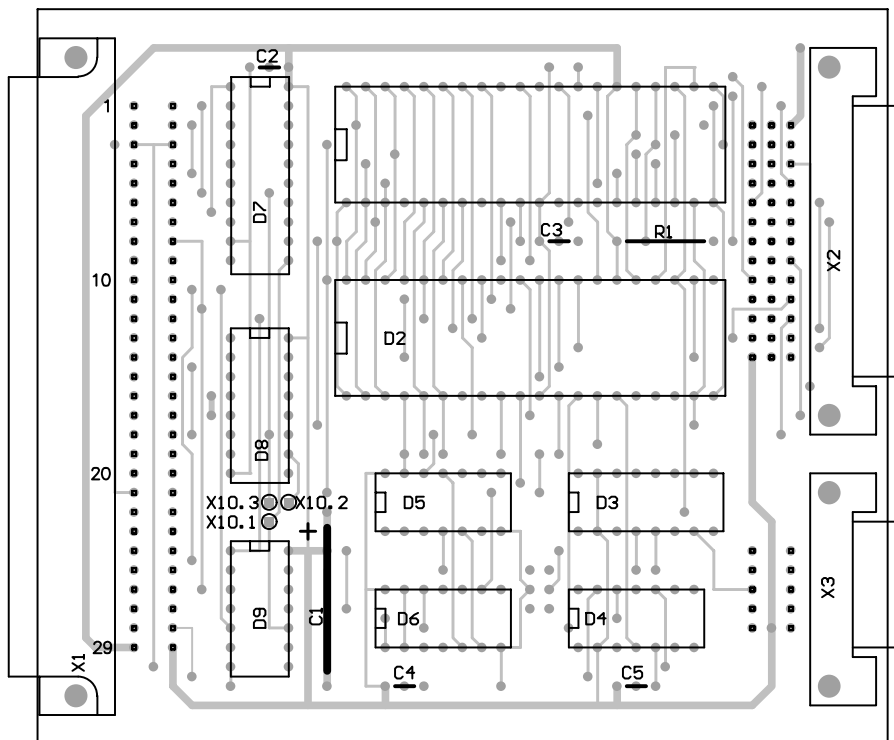 C2
1
D7
C3
R1
X2
10
D2
D8
20
X10.3
X10.2
D5
D3
X10.1
+
X3
D9
C1
D6
D4
29
X1
C4
C5